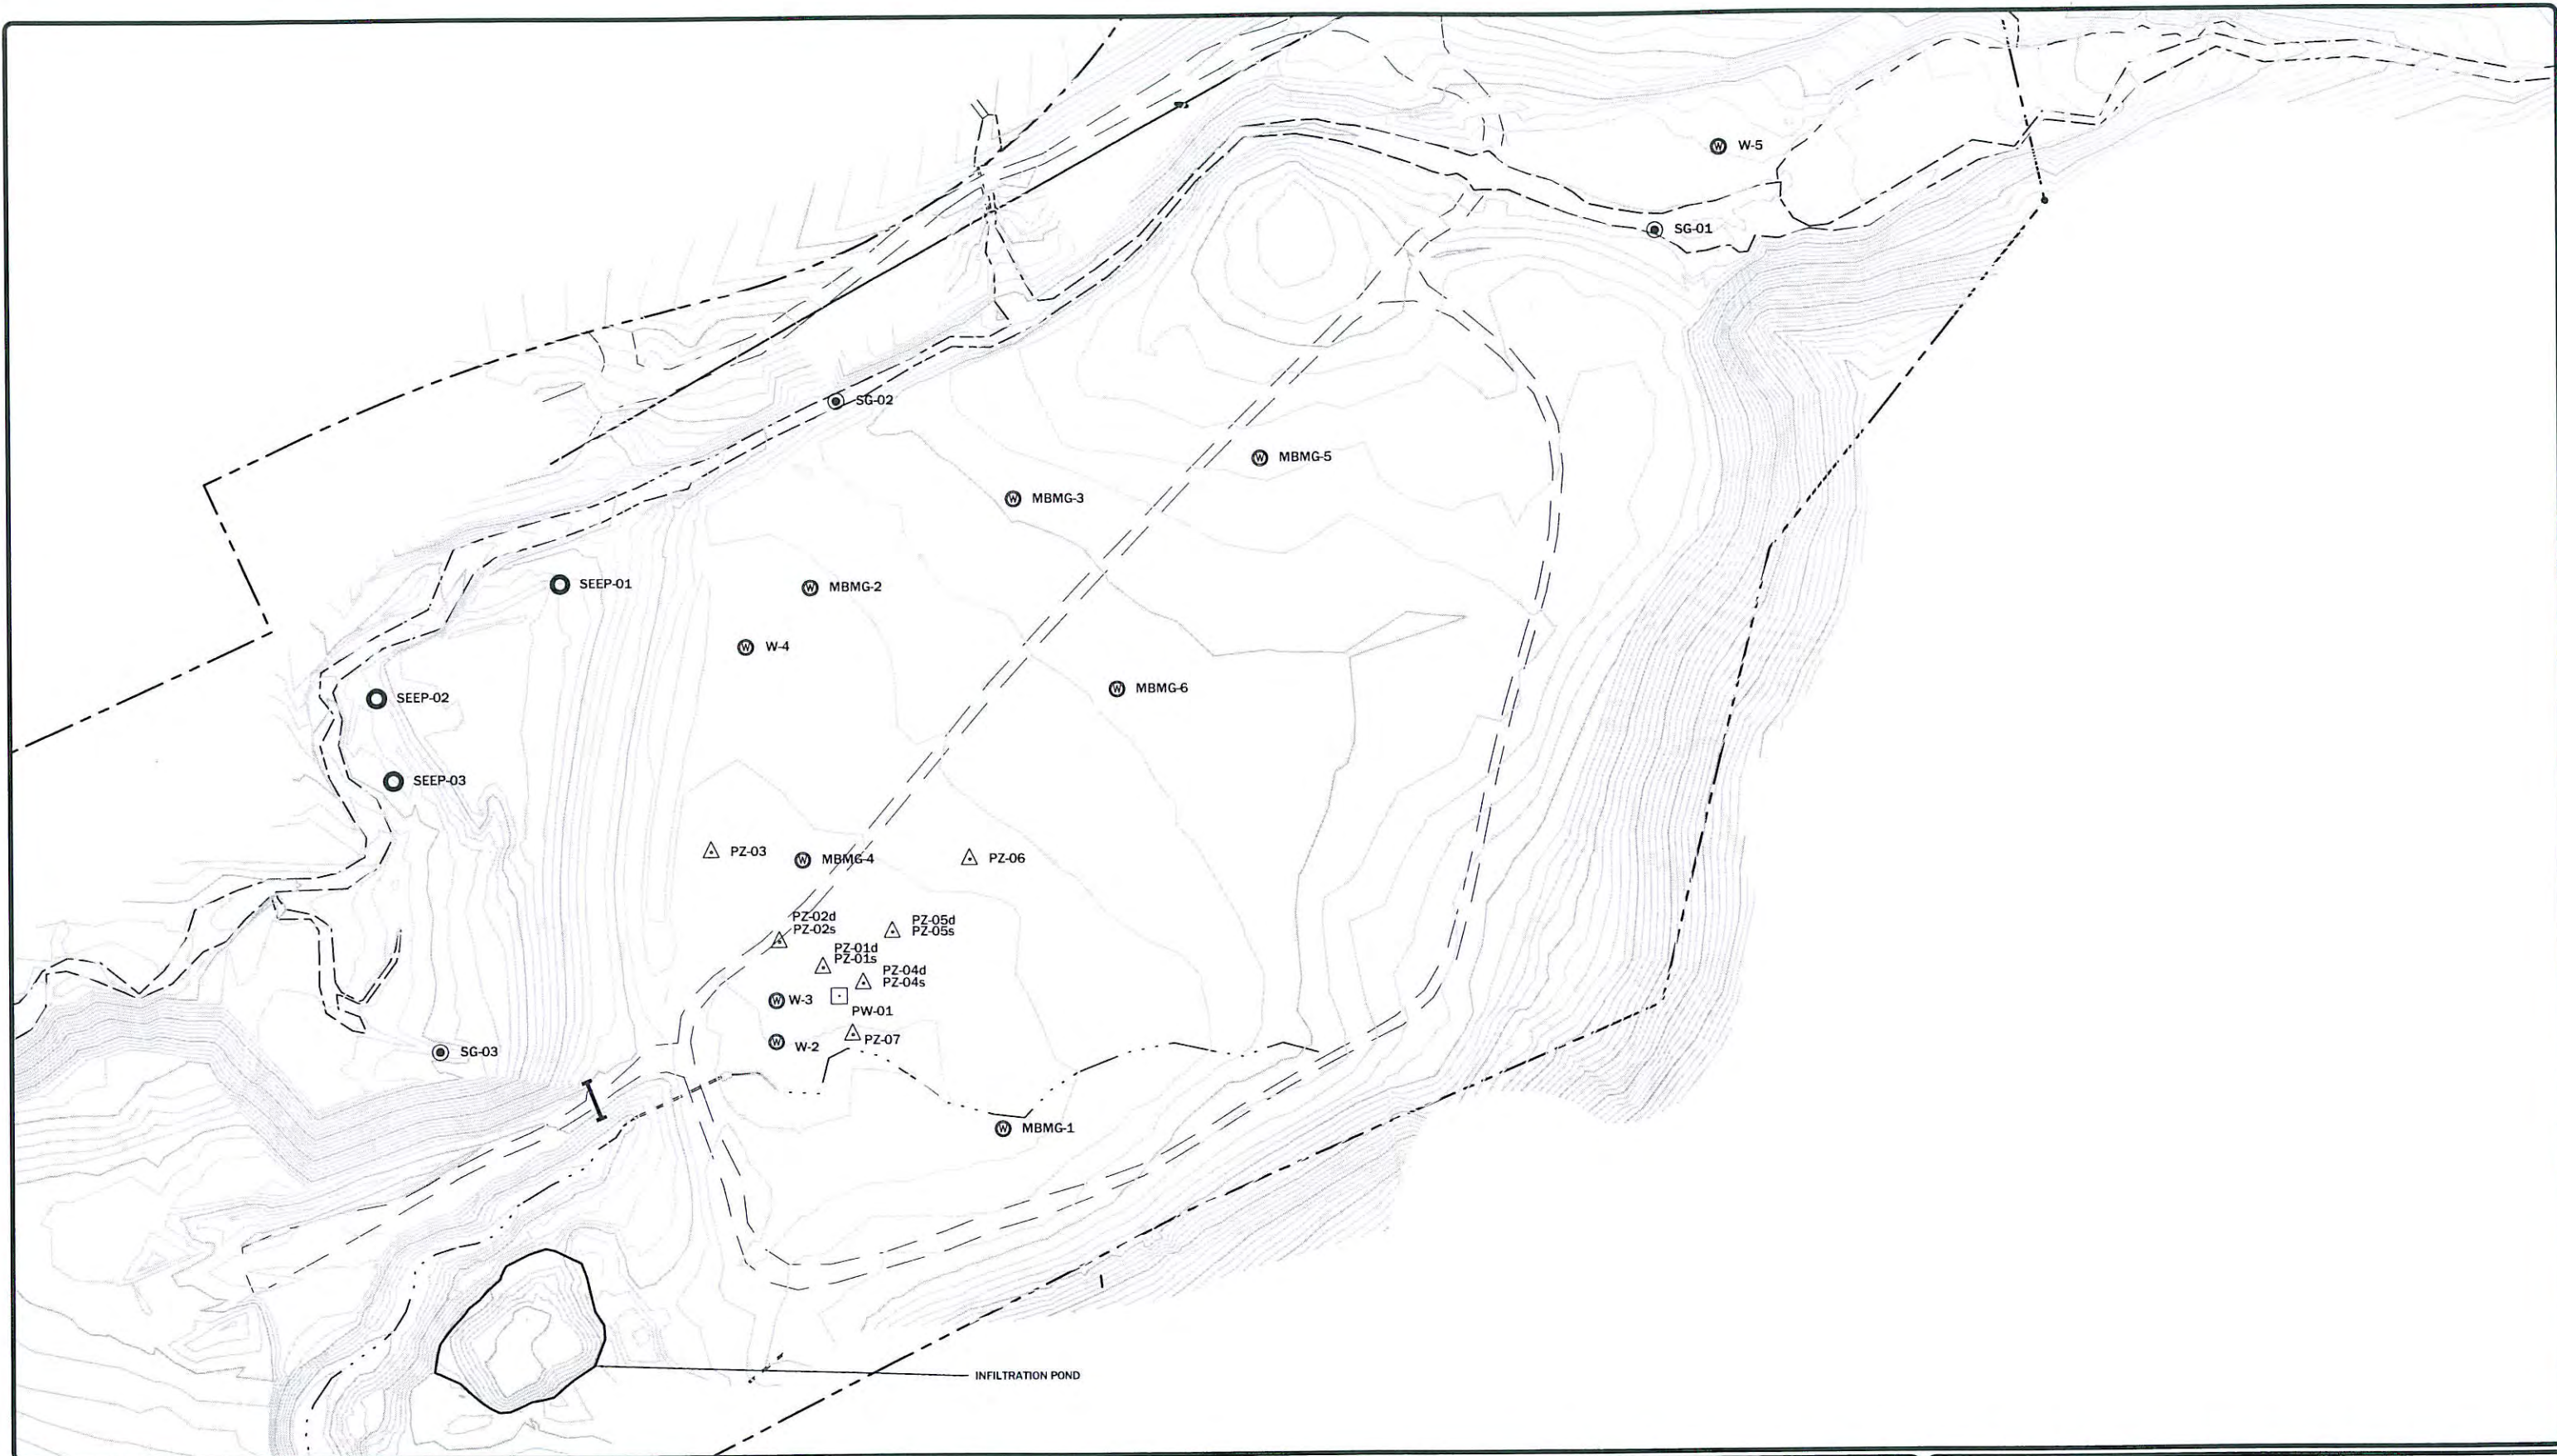 W-5
SG-01
SG-02
MBMG-5
MBMG-3
SEEP-01
MBMG-2
W-4
MBMG-6
SEEP-02
SEEP-03
PZ-03
MBMG-4
PZ-06
PZ-02d
PZ-02s
PZ-05d
PZ-05s
PZ-01d
PZ-01s
PZ-04d
PZ-04s
W-3
PW-01
PZ-07
W-2
SG-03
MBMG-1
INFILTRATION POND